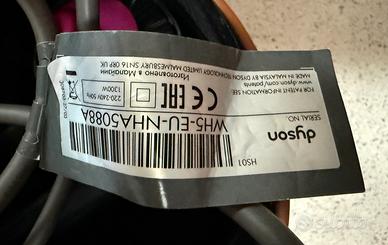 dyson
SERIAL NO.
HS01
WH5-EU-NHA5088A
220-240V 50Hz
1300W
CE EAC
FOR PATENT INFORMATION SEE
www.dyson.com/patents
MADE IN MALAYSIA BY DYSON TECHNOLOGY LIMITED MALMESBURY, SN16 0RP, UK
Изготовлено в Малайзии